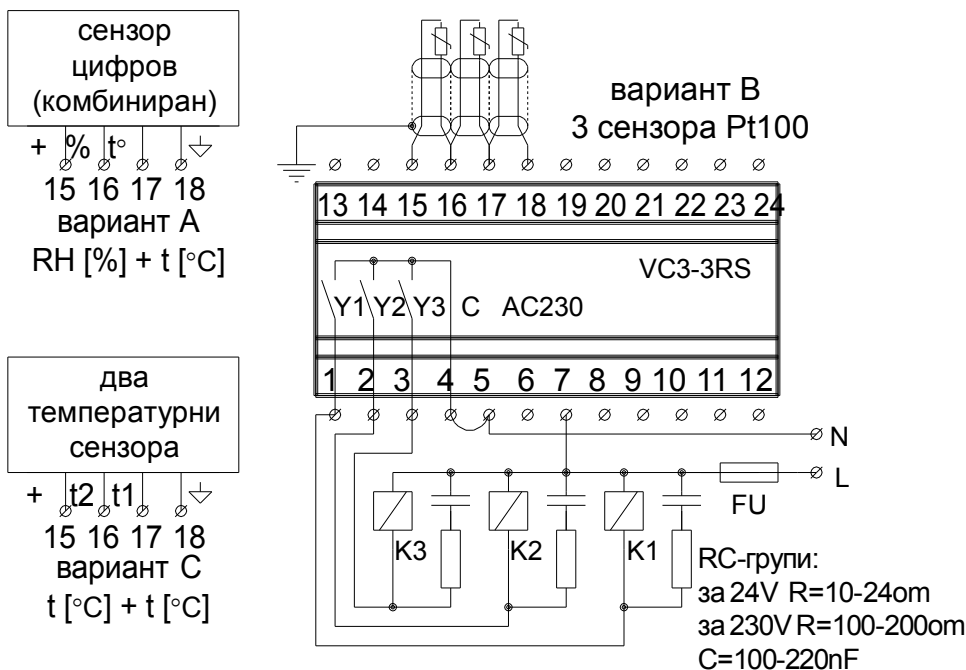 сензор
цифров
(комбиниран)
+ % t°
15 16 17 18
вариант A
RH [%] + t [°C]
два
температурни
сензора
+ t2 t1
15 16 17 18
вариант C
t [°C] + t [°C]
вариант B
3 сензора Pt100
13 14 15 16 17 18 19 20 21 22 23 24
VC3-3RS
Y1 Y2 Y3 C AC230
1 2 3 4 5 6 7 8 9 10 11 12
N
L
FU
K3 K2 K1
RC-групи:
за 24V R=10-24om
за 230V R=100-200om
C=100-220nF